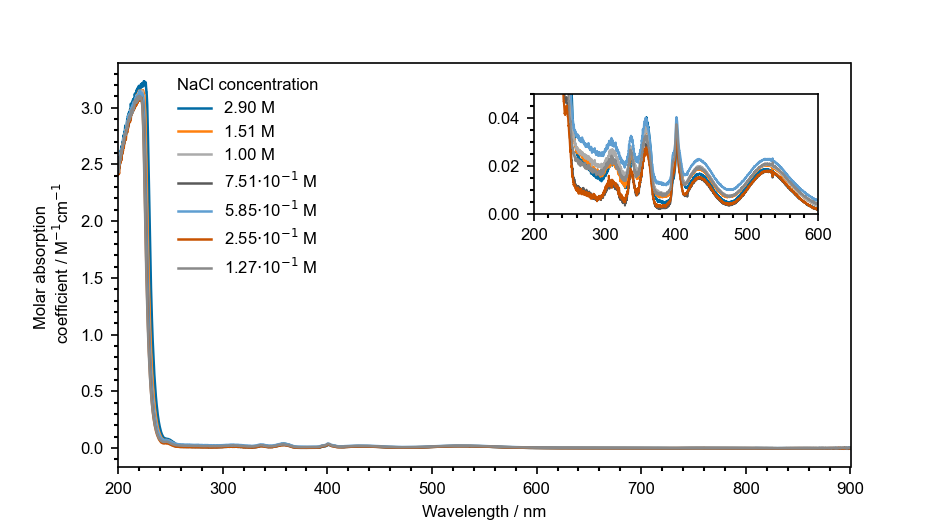 NaCl concentration
2.90 M
1.51 M
1.00 M
7.51·10⁻¹ M
5.85·10⁻¹ M
2.55·10⁻¹ M
1.27·10⁻¹ M
0.04
0.02
0.00
200 300 400 500 600
3.0
2.5
2.0
1.5
1.0
0.5
0.0
200 300 400 500 600 700 800 900
Wavelength / nm
Molar absorption
coefficient / M⁻¹cm⁻¹